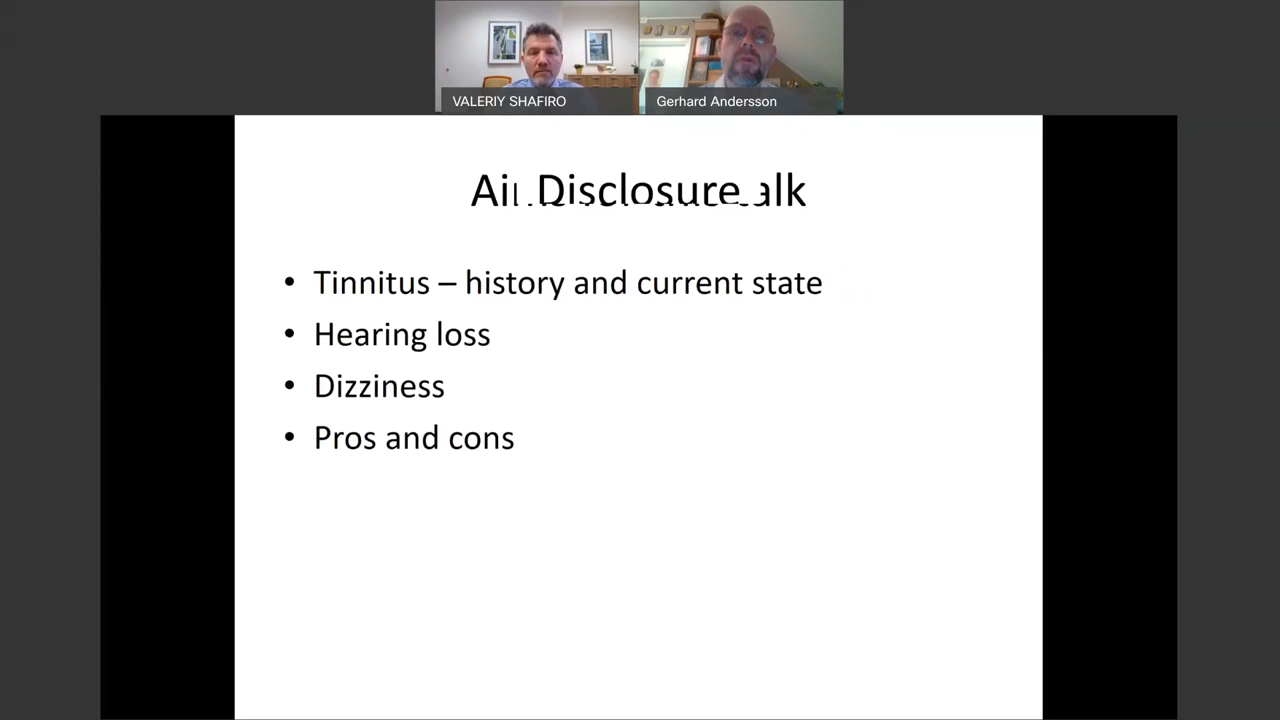 VALERIY SHAFIRO
Gerhard Andersson
Disclosure
• Tinnitus – history and current state
• Hearing loss
• Dizziness
• Pros and cons